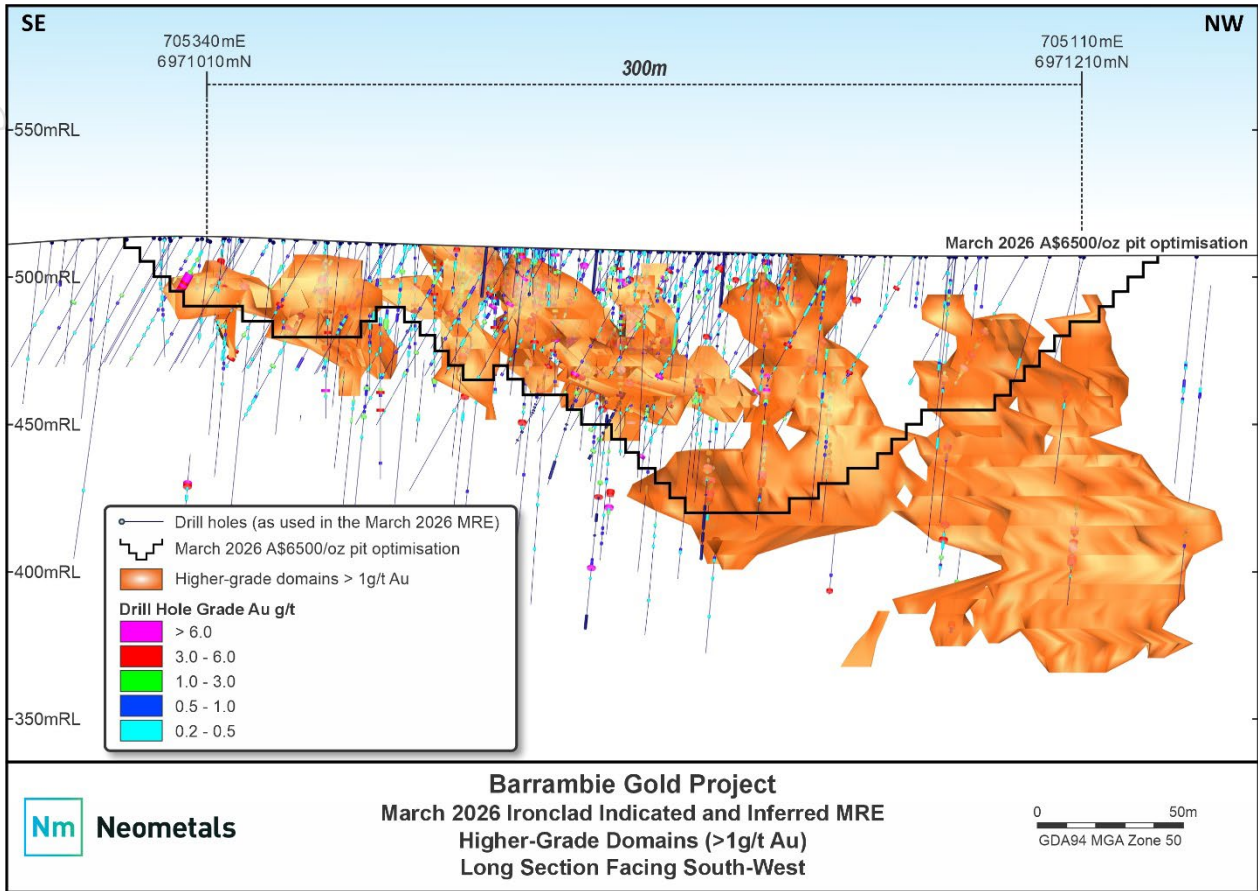 SE
NW
705340mE
6971010mN
705110mE
6971210mN
300m
550mRL
500mRL
450mRL
400mRL
350mRL
March 2026 A$6500/oz pit optimisation
Drill holes (as used in the March 2026 MRE)
March 2026 A$6500/oz pit optimisation
Higher-grade domains > 1g/t Au
Drill Hole Grade Au g/t
> 6.0
3.0 - 6.0
1.0 - 3.0
0.5 - 1.0
0.2 - 0.5
Nm Neometals
Barrambie Gold Project
March 2026 Ironclad Indicated and Inferred MRE
Higher-Grade Domains (>1g/t Au)
Long Section Facing South-West
0 50m
GDA94 MGA Zone 50